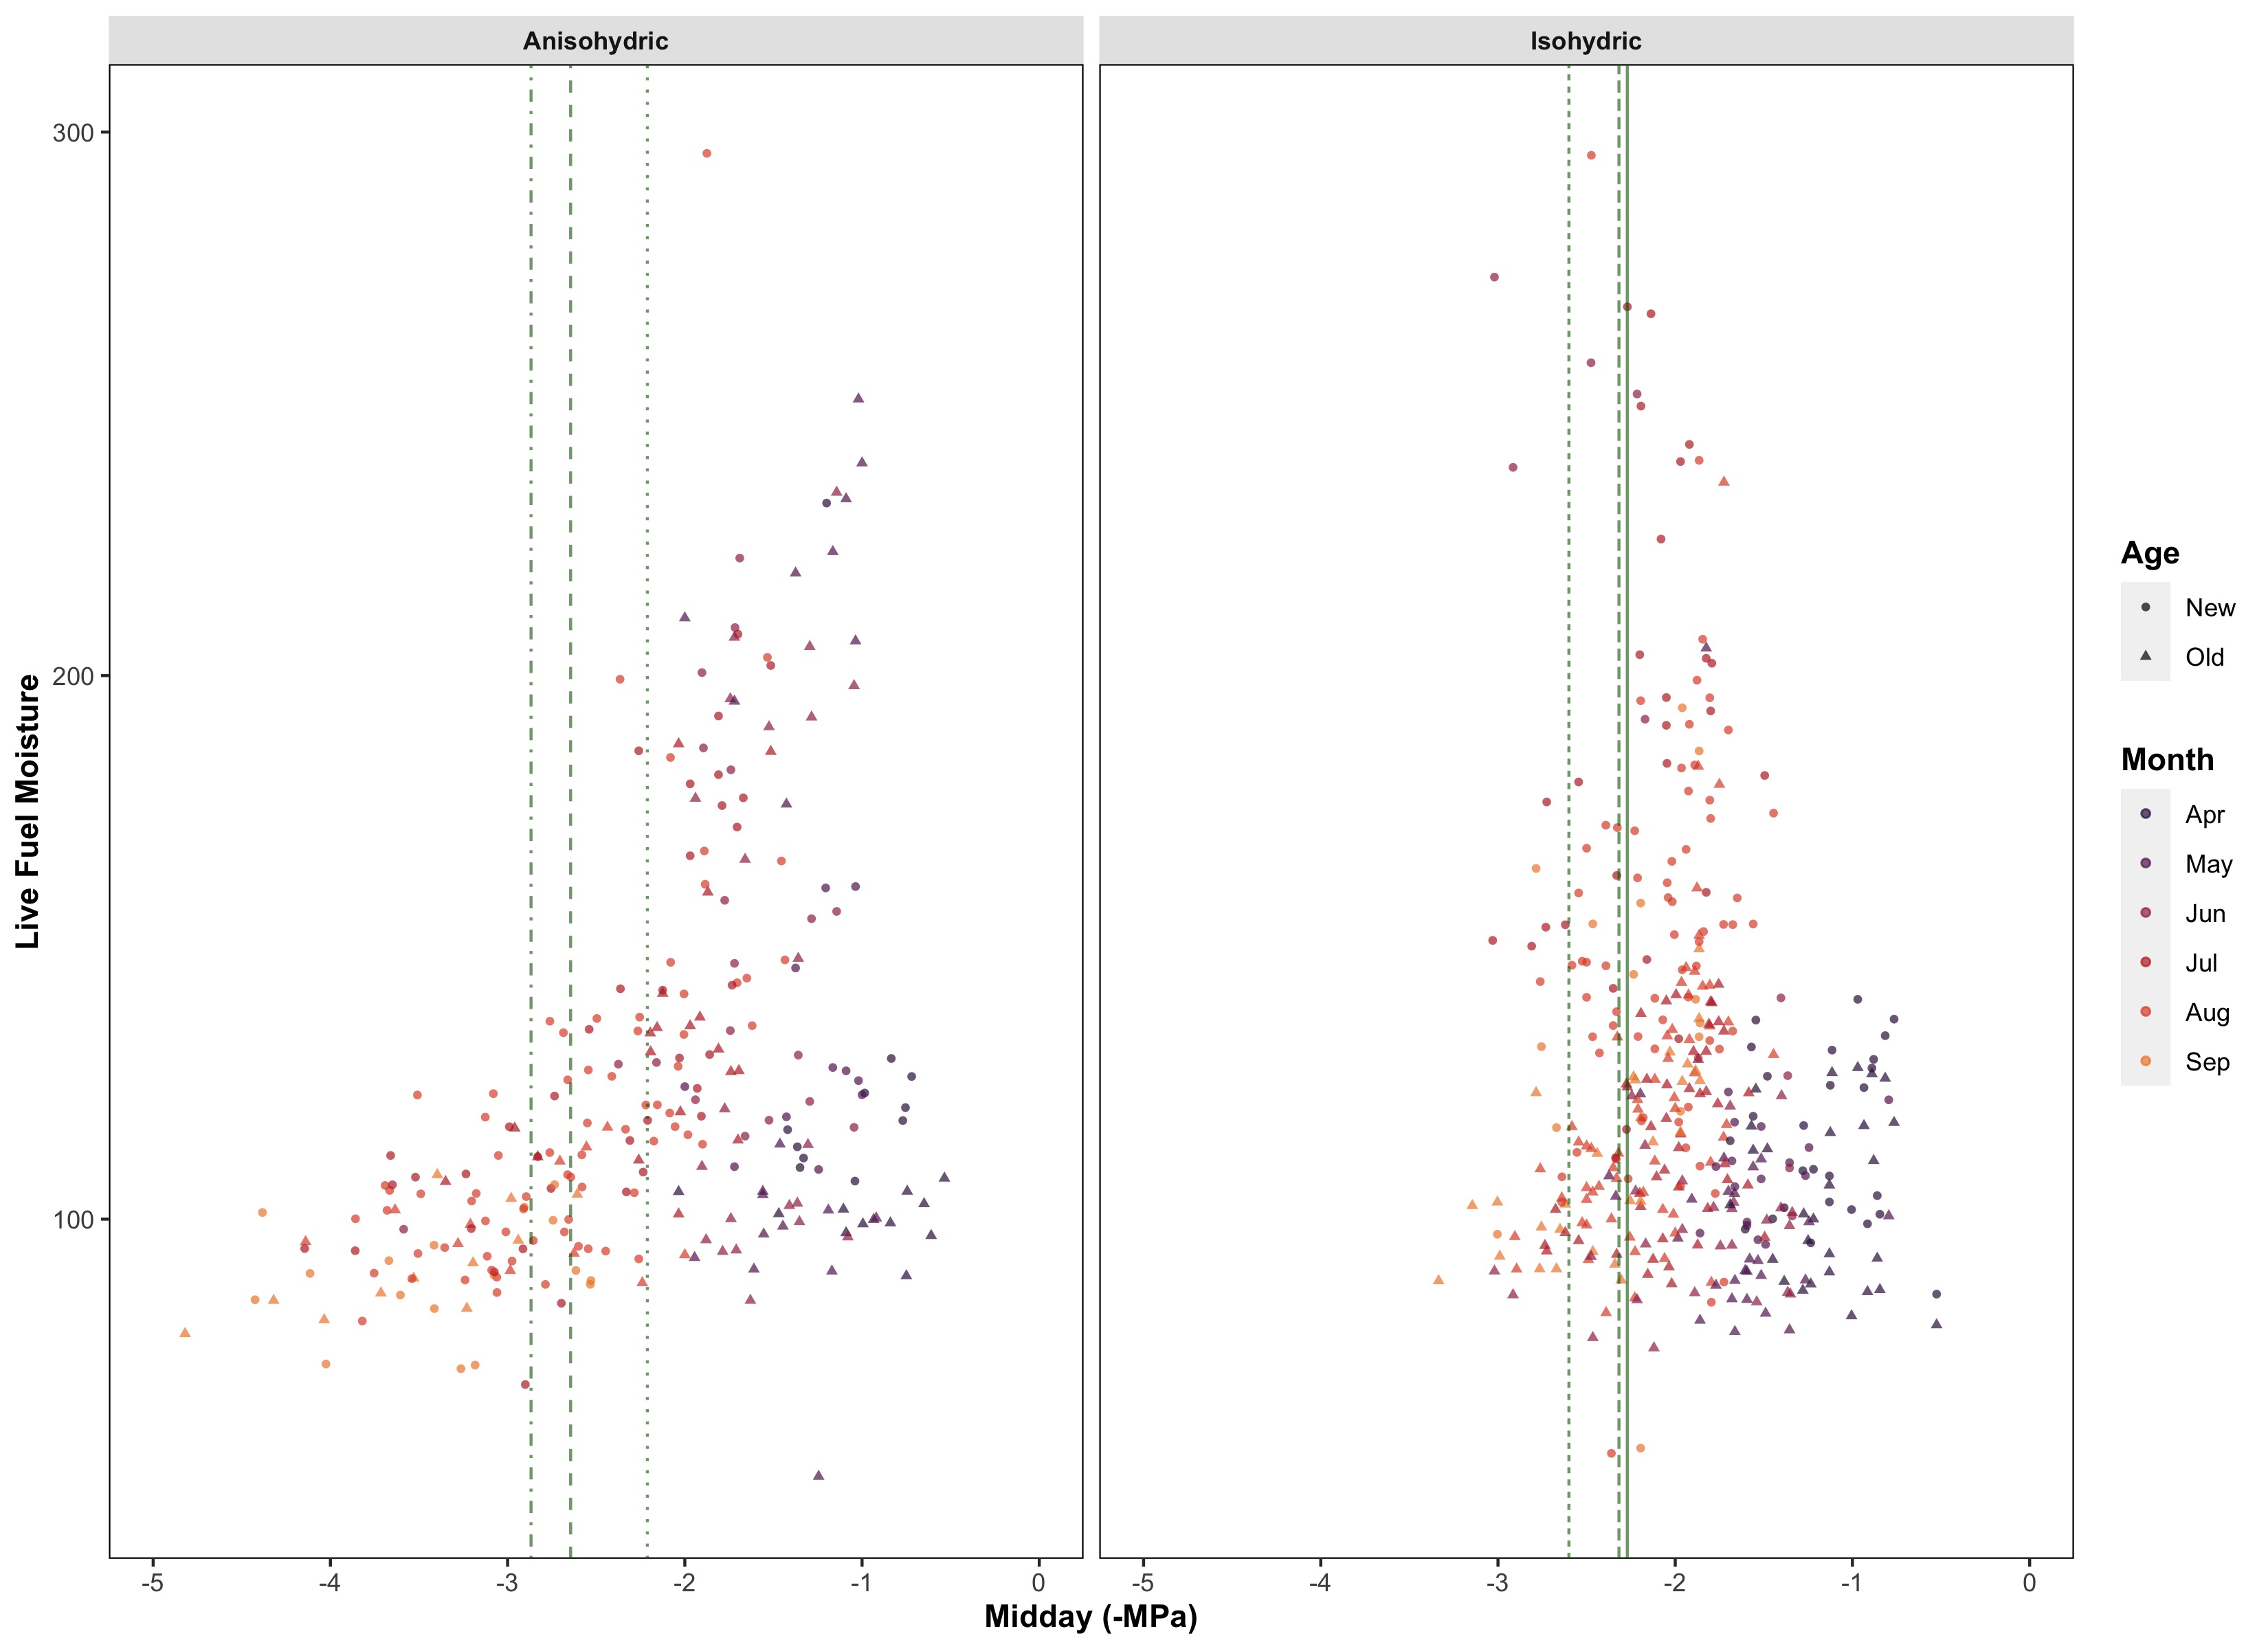 Anisohydric
Isohydric
300
200
100
Live Fuel Moisture
-5 -4 -3 -2 -1 0
-5 -4 -3 -2 -1 0
Midday (-MPa)
Age
New
Old
Month
Apr
May
Jun
Jul
Aug
Sep